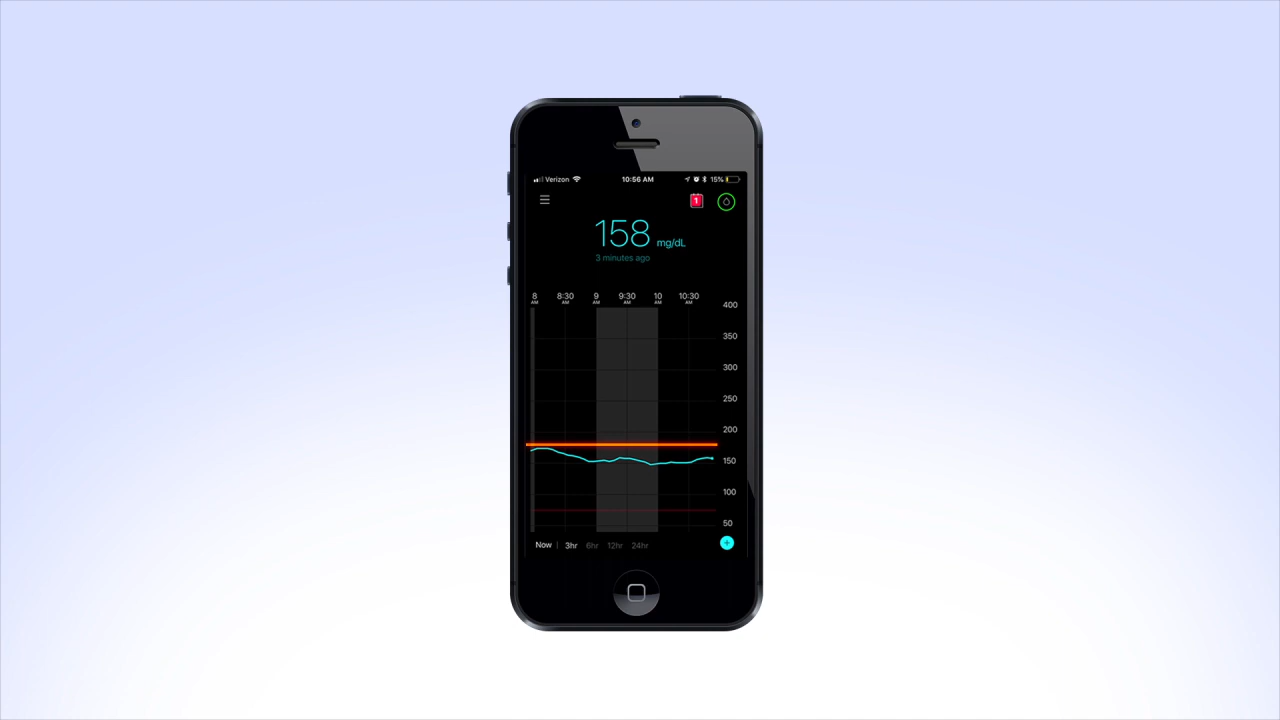 Verizon 10:56 AM 15%
1
158 mg/dL
3 minutes ago
8 8:30 9 9:30 10 10:30
AM AM AM AM AM AM
400
350
300
250
200
150
100
50
Now 3hr 6hr 12hr 24hr